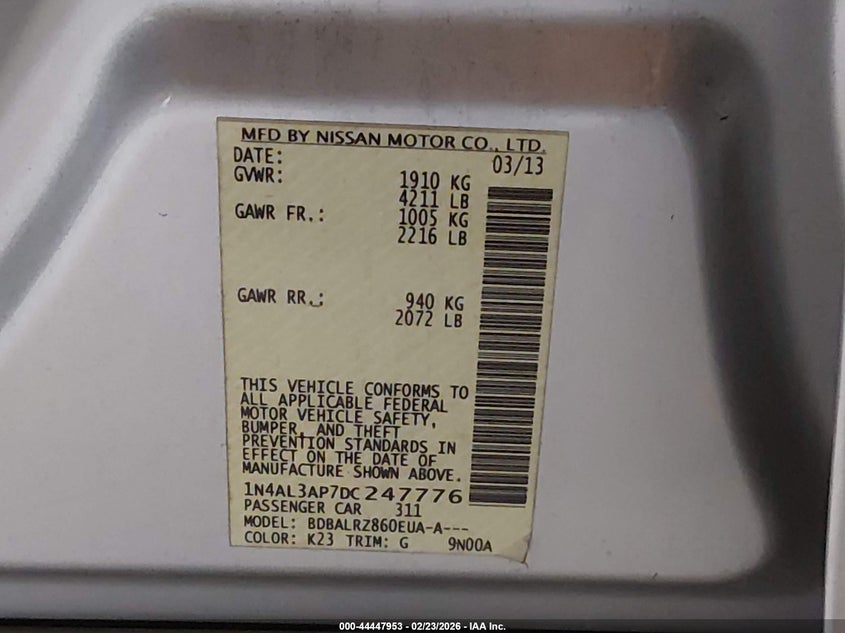 MFD BY NISSAN MOTOR CO., LTD.
DATE: 03/13
GVWR: 1910 KG
4211 LB
GAWR FR.: 1005 KG
2216 LB
GAWR RR.: 940 KG
2072 LB
THIS VEHICLE CONFORMS TO
ALL APPLICABLE FEDERAL
MOTOR VEHICLE SAFETY,
BUMPER, AND THEFT
PREVENTION STANDARDS IN
EFFECT ON THE DATE OF
MANUFACTURE SHOWN ABOVE.
1N4AL3AP7DC247776
PASSENGER CAR 311
MODEL: BDBALRZ860EUA-A---
COLOR: K23 TRIM: G 9N00A
000-44447953 - 02/23/2026 - IAA Inc.